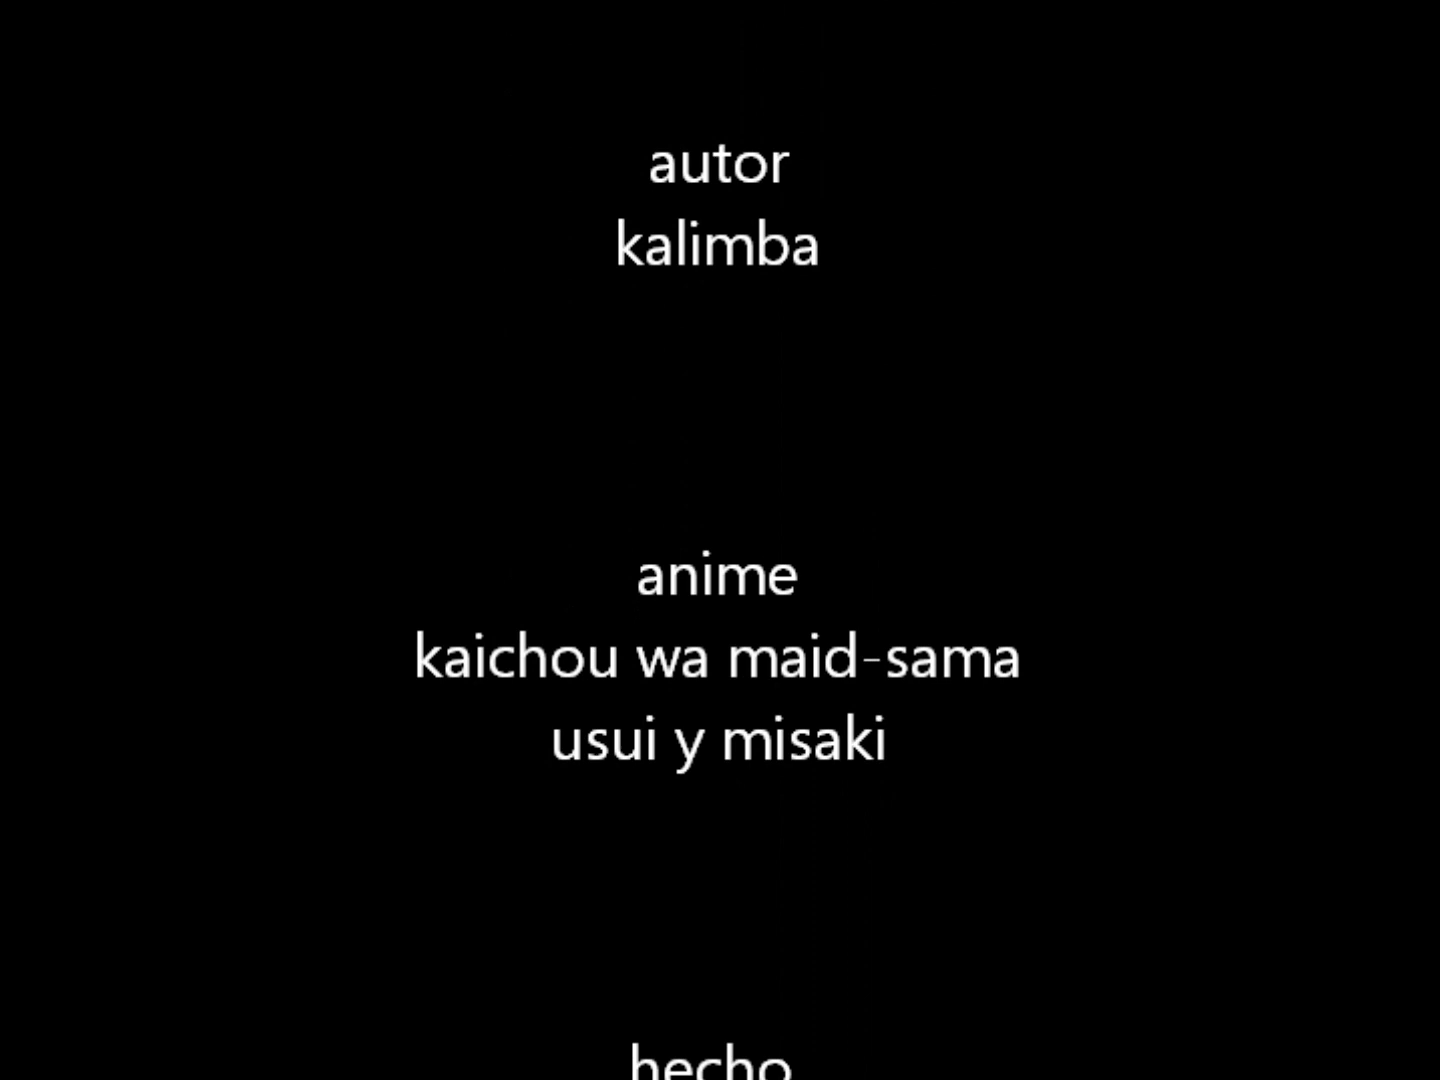 autor
kalimba
anime
kaichou wa maid-sama
usui y misaki
hecho